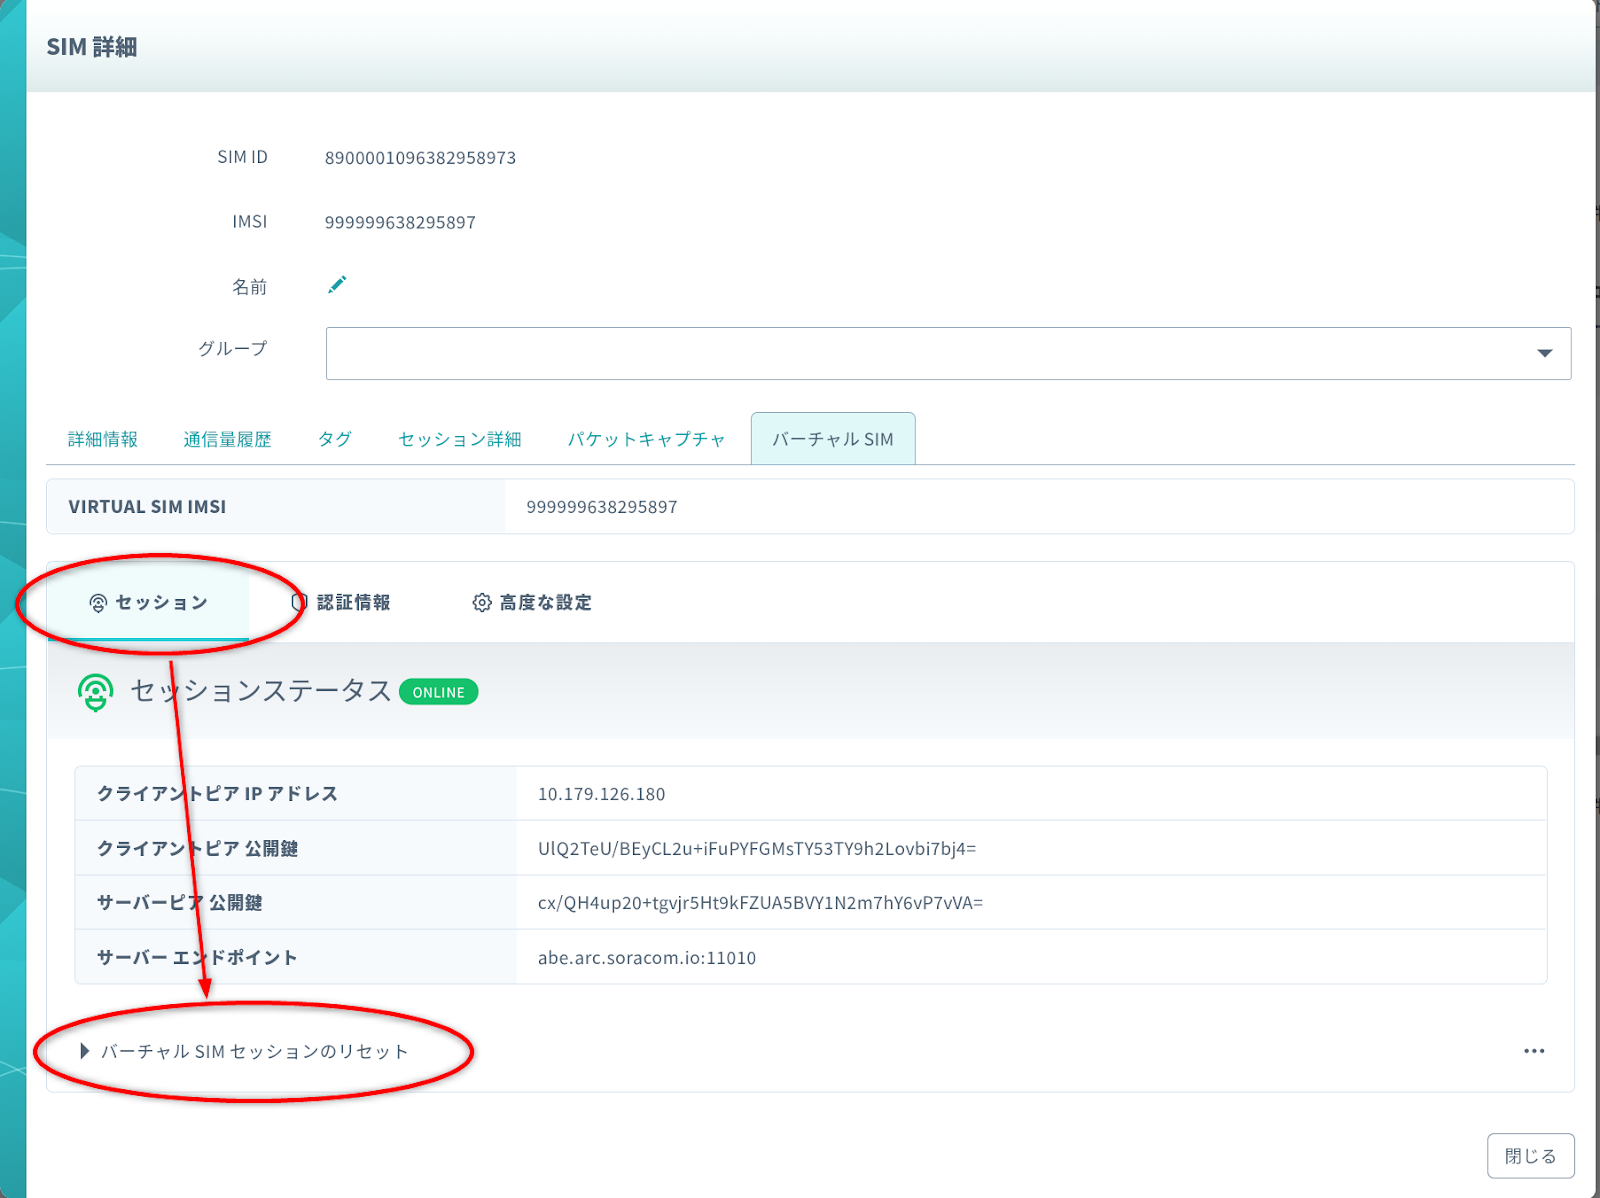 SIM 詳細
SIM ID 8900001096382958973
IMSI 999999638295897
名前
グループ
詳細情報 通信量履歴 タグ セッション詳細 パケットキャプチャ バーチャル SIM
VIRTUAL SIM IMSI 999999638295897
セッション 認証情報 高度な設定
セッションステータス ONLINE
クライアントピア IP アドレス 10.179.126.180
クライアントピア 公開鍵 UlQ2TeU/BEyCL2u+iFuPYFGMsTY53TY9h2Lovbi7bj4=
サーバーピア 公開鍵 cx/QH4up20+tgvjr5Ht9kFZUA5BVY1N2m7hY6vP7vVA=
サーバー エンドポイント abe.arc.soracom.io:11010
バーチャル SIM セッションのリセット
閉じる